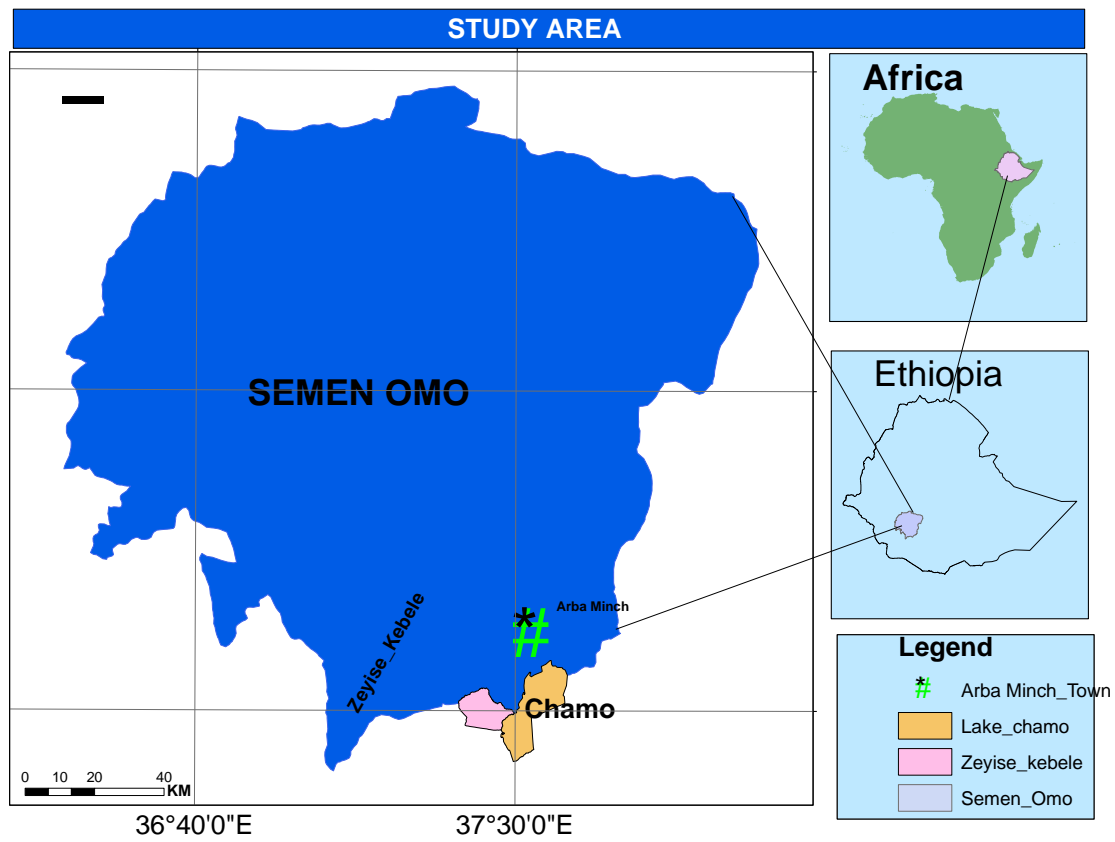 STUDY AREA
Africa
SEMEN OMO
Ethiopia
Arba Minch
*
#
Zeyise_Kebele
Chamo
0 10 20 40
KM
36°40'0"E 37°30'0"E
Legend
*
# Arba Minch_Town
Lake_chamo
Zeyise_kebele
Semen_Omo